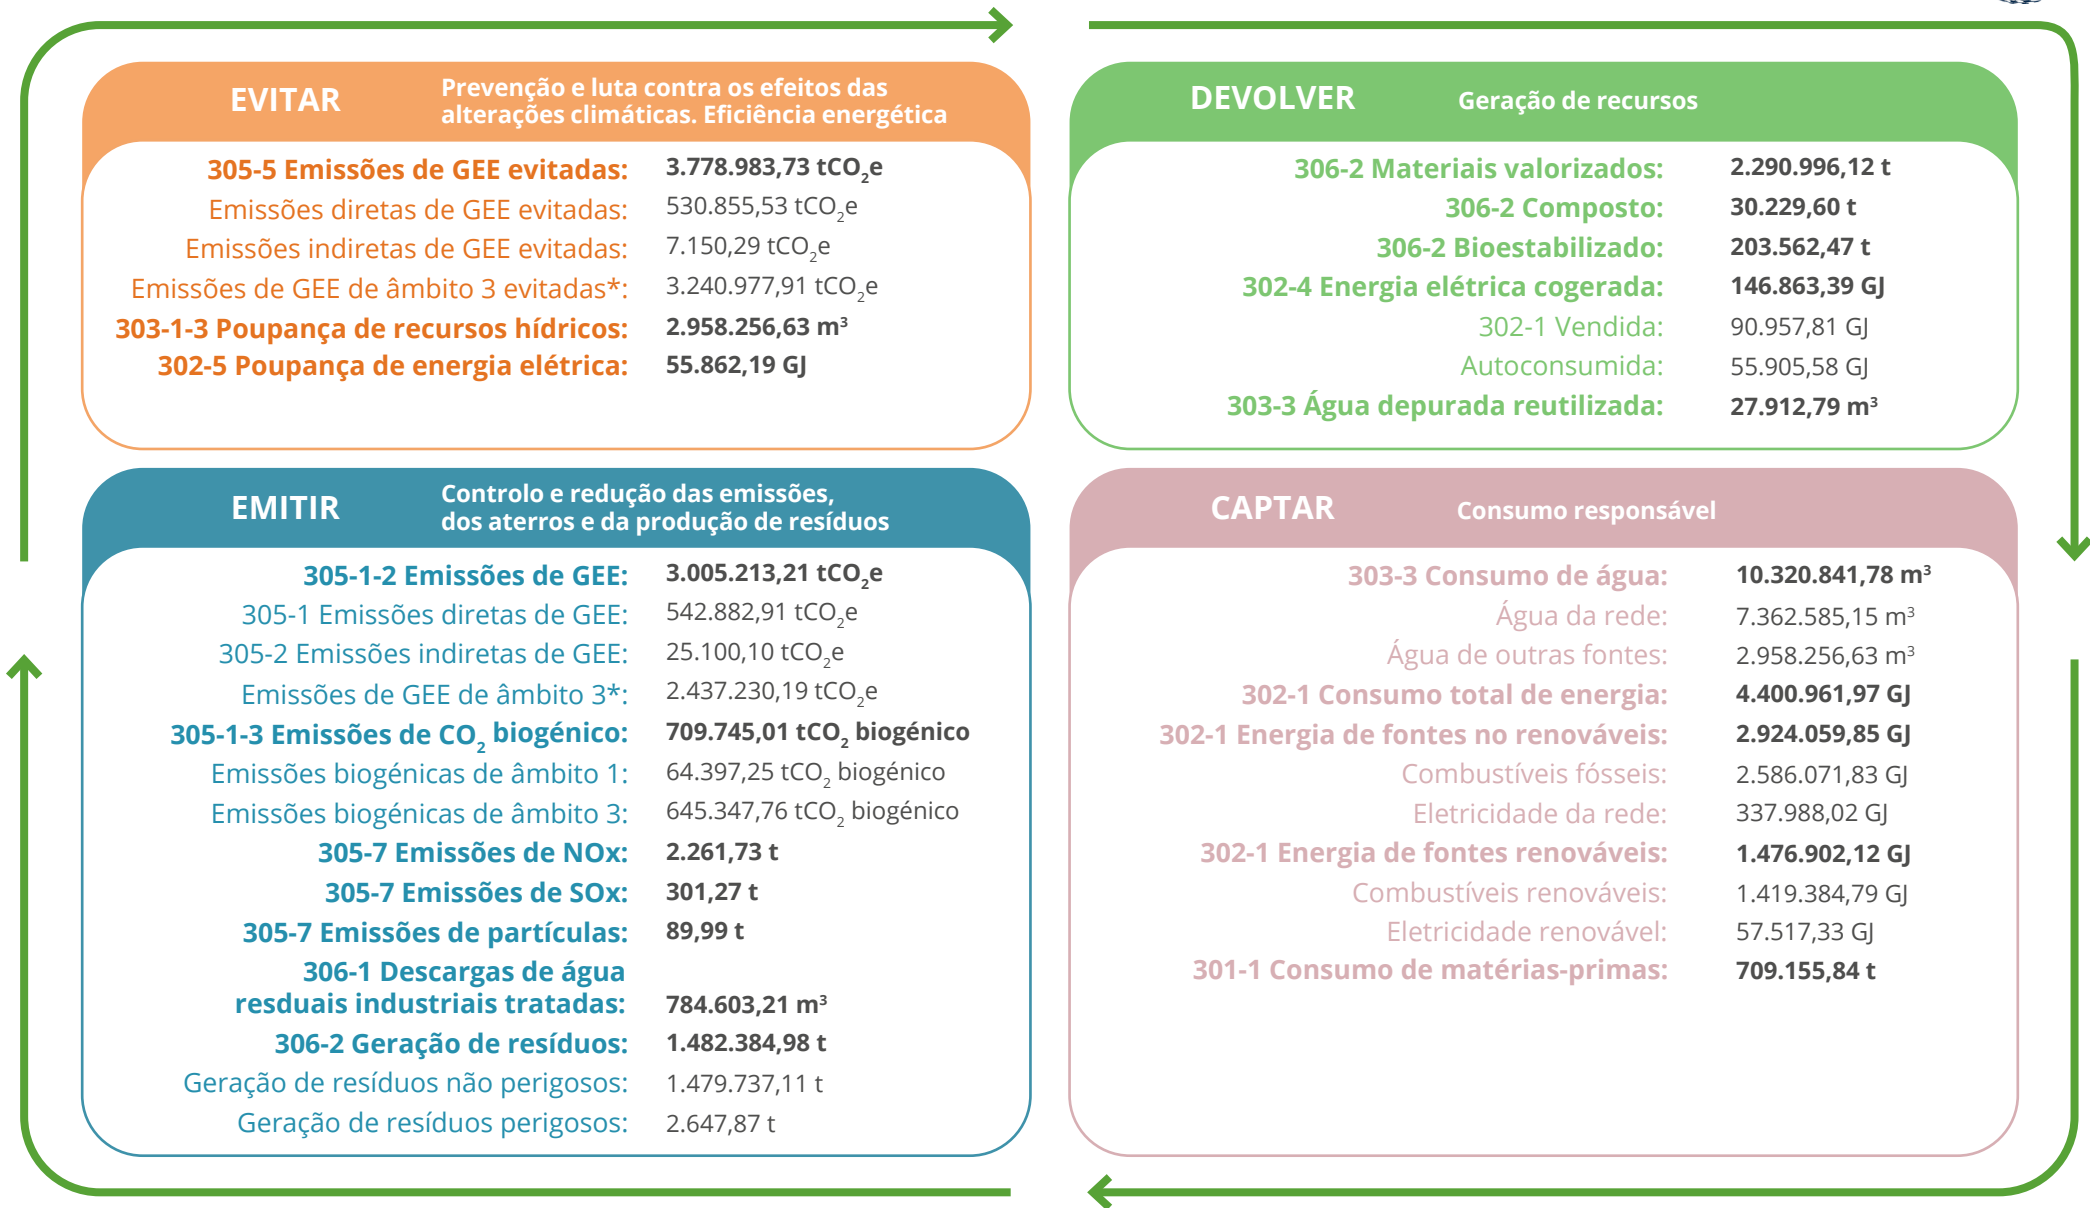 EVITAR
Prevenção e luta contra os efeitos das
alterações climáticas. Eficiência energética
305-5 Emissões de GEE evitadas: 3.778.983,73 tCO₂e
Emissões diretas de GEE evitadas: 530.855,53 tCO₂e
Emissões indiretas de GEE evitadas: 7.150,29 tCO₂e
Emissões de GEE de âmbito 3 evitadas*: 3.240.977,91 tCO₂e
303-1-3 Poupança de recursos hídricos: 2.958.256,63 m³
302-5 Poupança de energia elétrica: 55.862,19 GJ
DEVOLVER
Geração de recursos
306-2 Materiais valorizados: 2.290.996,12 t
306-2 Composto: 30.229,60 t
306-2 Bioestabilizado: 203.562,47 t
302-4 Energia elétrica cogerada: 146.863,39 GJ
302-1 Vendida: 90.957,81 GJ
Autoconsumida: 55.905,58 GJ
303-3 Água depurada reutilizada: 27.912,79 m³
EMITIR
Controlo e redução das emissões,
dos aterros e da produção de resíduos
305-1-2 Emissões de GEE: 3.005.213,21 tCO₂e
305-1 Emissões diretas de GEE: 542.882,91 tCO₂e
305-2 Emissões indiretas de GEE: 25.100,10 tCO₂e
Emissões de GEE de âmbito 3*: 2.437.230,19 tCO₂e
305-1-3 Emissões de CO₂ biogénico: 709.745,01 tCO₂ biogénico
Emissões biogénicas de âmbito 1: 64.397,25 tCO₂ biogénico
Emissões biogénicas de âmbito 3: 645.347,76 tCO₂ biogénico
305-7 Emissões de NOx: 2.261,73 t
305-7 Emissões de SOx: 301,27 t
305-7 Emissões de partículas: 89,99 t
306-1 Descargas de água
resduais industriais tratadas: 784.603,21 m³
306-2 Geração de resíduos: 1.482.384,98 t
Geração de resíduos não perigosos: 1.479.737,11 t
Geração de resíduos perigosos: 2.647,87 t
CAPTAR
Consumo responsável
303-3 Consumo de água: 10.320.841,78 m³
Água da rede: 7.362.585,15 m³
Água de outras fontes: 2.958.256,63 m³
302-1 Consumo total de energia: 4.400.961,97 GJ
302-1 Energia de fontes no renováveis: 2.924.059,85 GJ
Combustíveis fósseis: 2.586.071,83 GJ
Eletricidade da rede: 337.988,02 GJ
302-1 Energia de fontes renováveis: 1.476.902,12 GJ
Combustíveis renováveis: 1.419.384,79 GJ
Eletricidade renovável: 57.517,33 GJ
301-1 Consumo de matérias-primas: 709.155,84 t